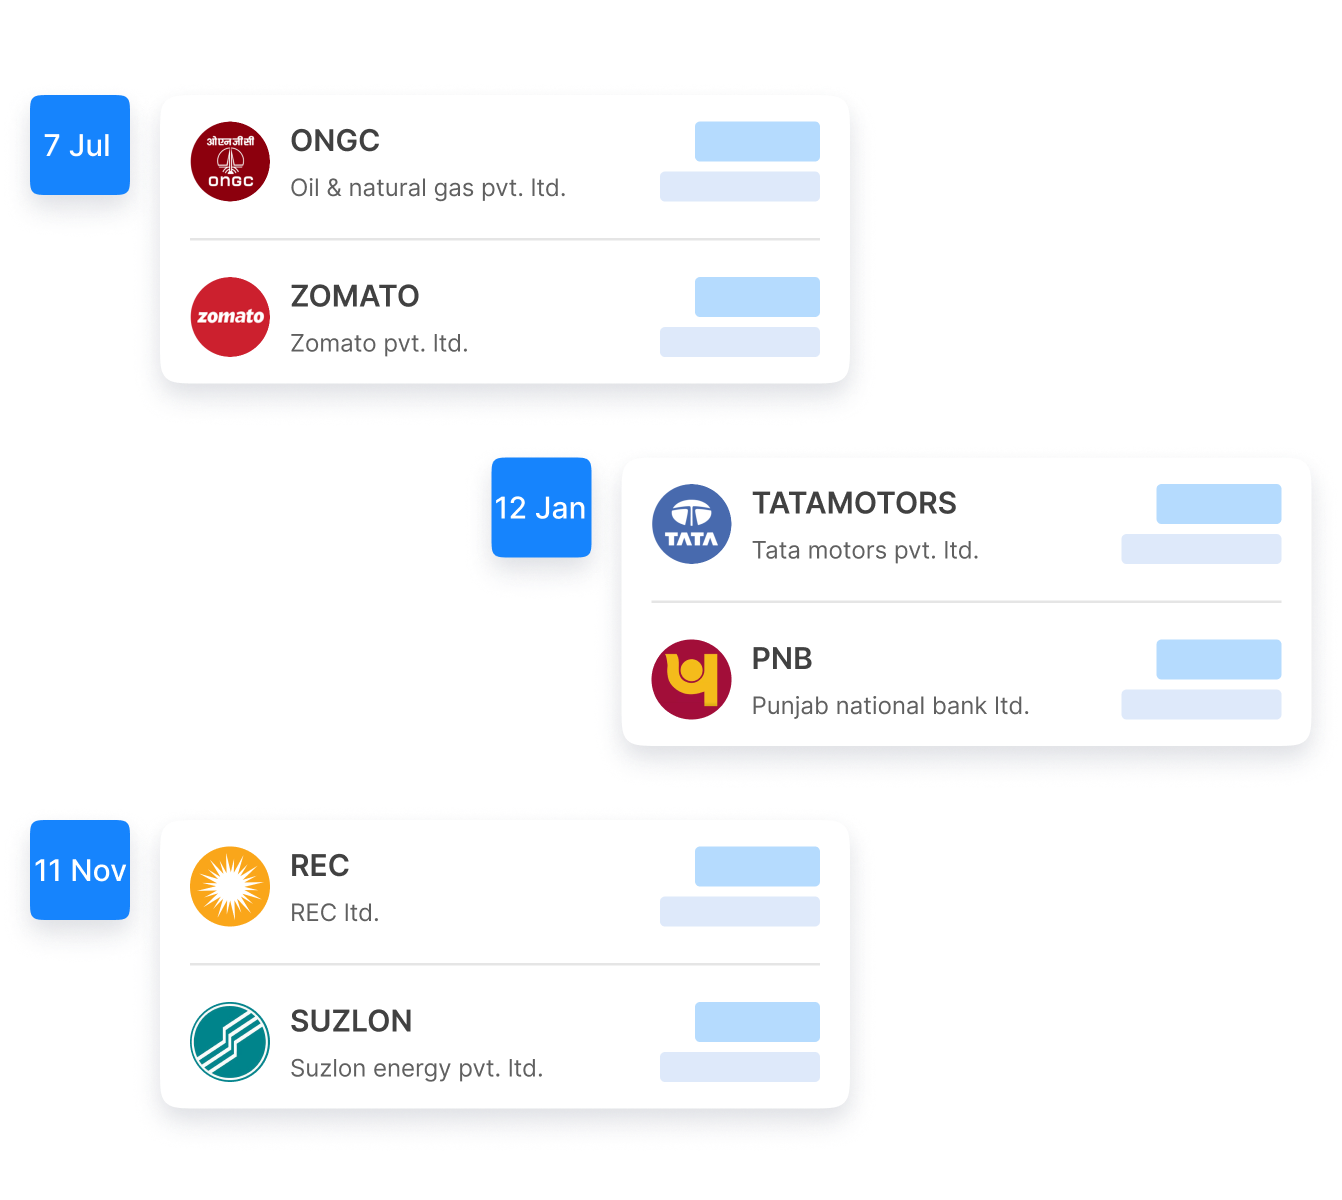 7 Jul
ओएनजीसी
ONGC
ONGC
Oil & natural gas pvt. ltd.
zomato
ZOMATO
Zomato pvt. ltd.
12 Jan
TATA
TATAMOTORS
Tata motors pvt. ltd.
PNB
Punjab national bank ltd.
11 Nov
REC
REC ltd.
SUZLON
Suzlon energy pvt. ltd.